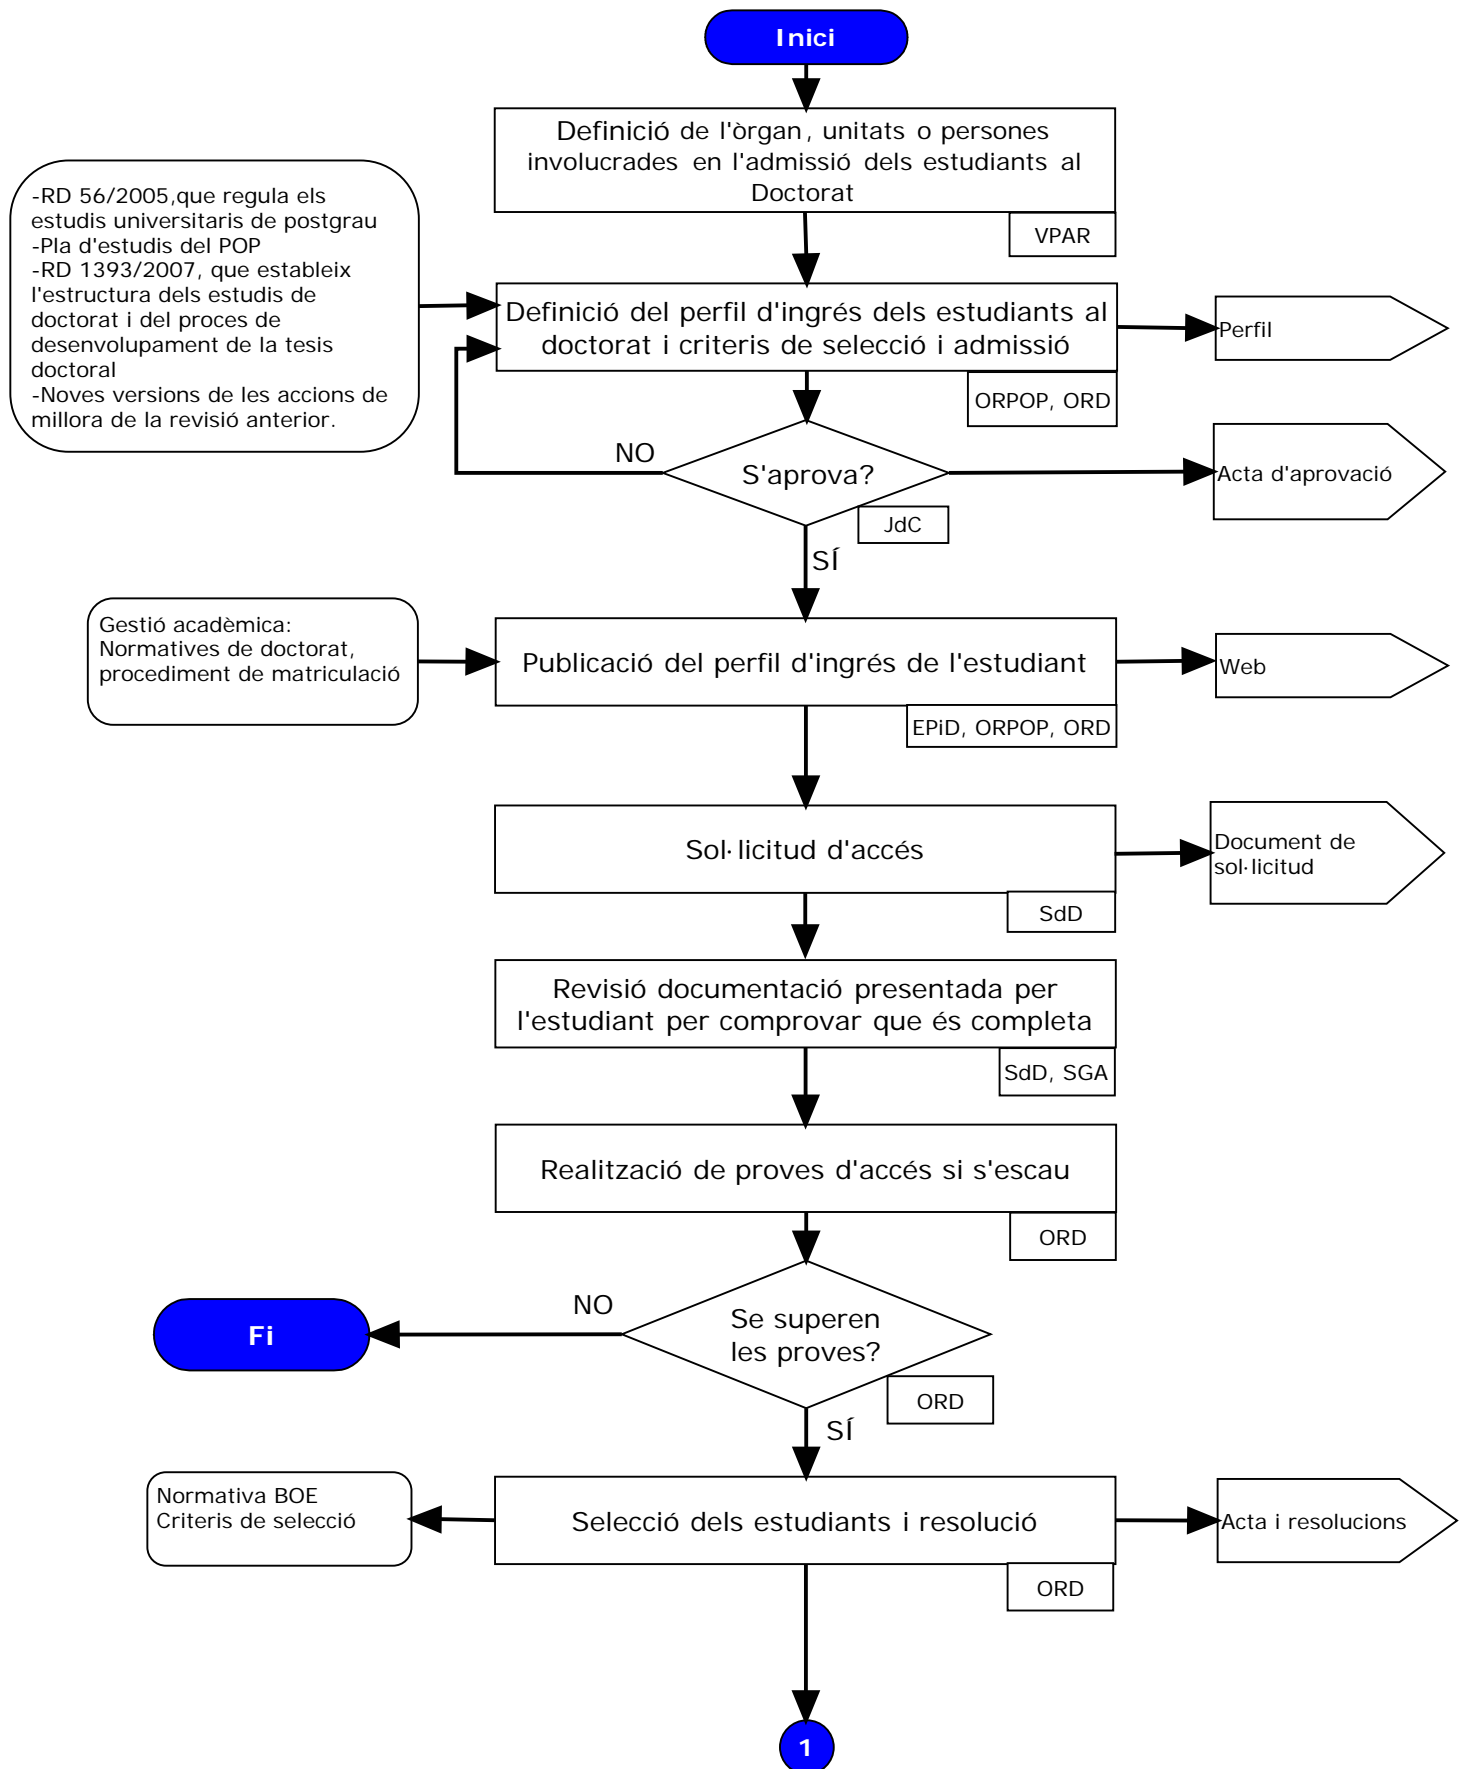 Inici
Definició de l'òrgan, unitats o persones
involucrades en l'admissió dels estudiants al
Doctorat
VPAR
-RD 56/2005,que regula els
estudis universitaris de postgrau
-Pla d'estudis del POP
-RD 1393/2007, que estableix
l'estructura dels estudis de
doctorat i del proces de
desenvolupament de la tesis
doctoral
-Noves versions de les accions de
millora de la revisió anterior.
Definició del perfil d'ingrés dels estudiants al
doctorat i criteris de selecció i admissió
ORPOP, ORD
Perfil
NO
S'aprova?
JdC
Acta d'aprovació
SÍ
Gestió acadèmica:
Normatives de doctorat,
procediment de matriculació
Publicació del perfil d'ingrés de l'estudiant
EPiD, ORPOP, ORD
Web
Sol·licitud d'accés
SdD
Document de
sol·licitud
Revisió documentació presentada per
l'estudiant per comprovar que és completa
SdD, SGA
Realització de proves d'accés si s'escau
ORD
NO
Fi
Se superen
les proves?
ORD
SÍ
Normativa BOE
Criteris de selecció
Selecció dels estudiants i resolució
ORD
Acta i resolucions
1